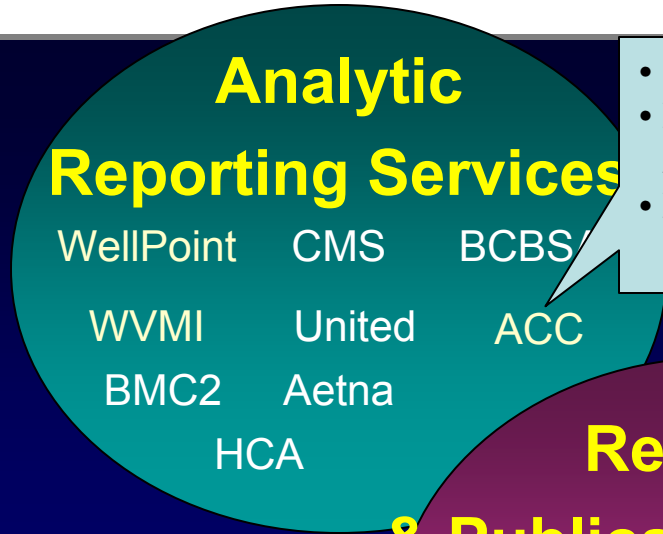 Analytic
Reporting Services
WellPoint CMS BCBSA
WVMI United ACC
BMC2 Aetna
HCA
Re
&